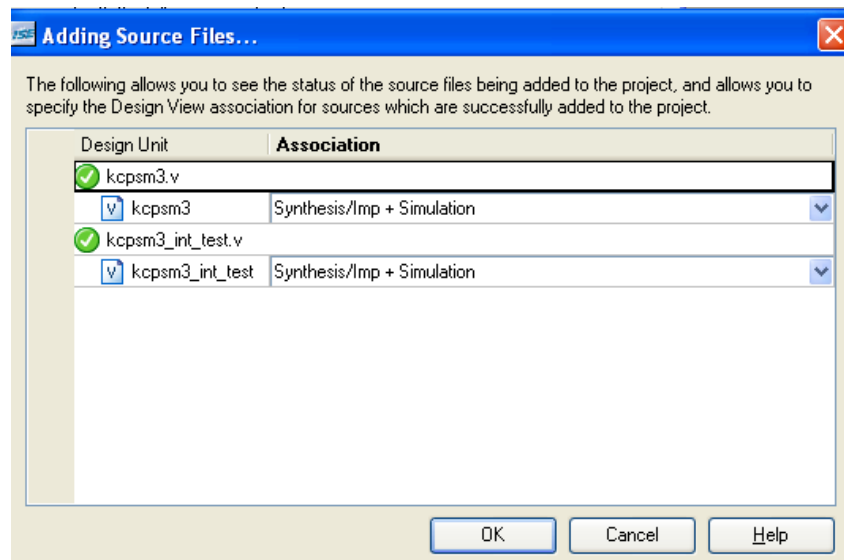 ISE Adding Source Files...
The following allows you to see the status of the source files being added to the project, and allows you to
specify the Design View association for sources which are successfully added to the project.
Design Unit Association
kcpsm3.v
V kcpsm3 Synthesis/Imp + Simulation
kcpsm3_int_test.v
V kcpsm3_int_test Synthesis/Imp + Simulation
OK Cancel Help